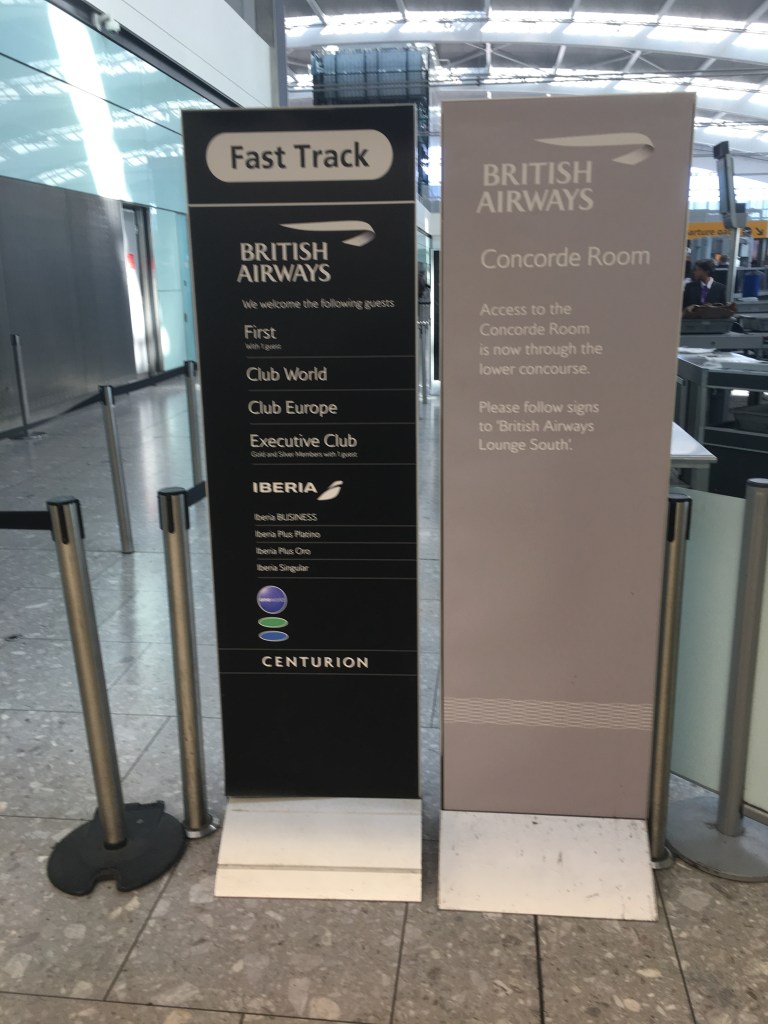 Fast Track
BRITISH
AIRWAYS
We welcome the following guests
First
With 1 guest
Club World
Club Europe
Executive Club
Gold and Silver Members with 1 guest
IBERIA
Iberia BUSINESS
Iberia Plus Platino
Iberia Plus Oro
Iberia Singular
CENTURION
BRITISH
AIRWAYS
Concorde Room
Access to the
Concorde Room
is now through the
lower concourse.
Please follow signs
to 'British Airways
Lounge South'.